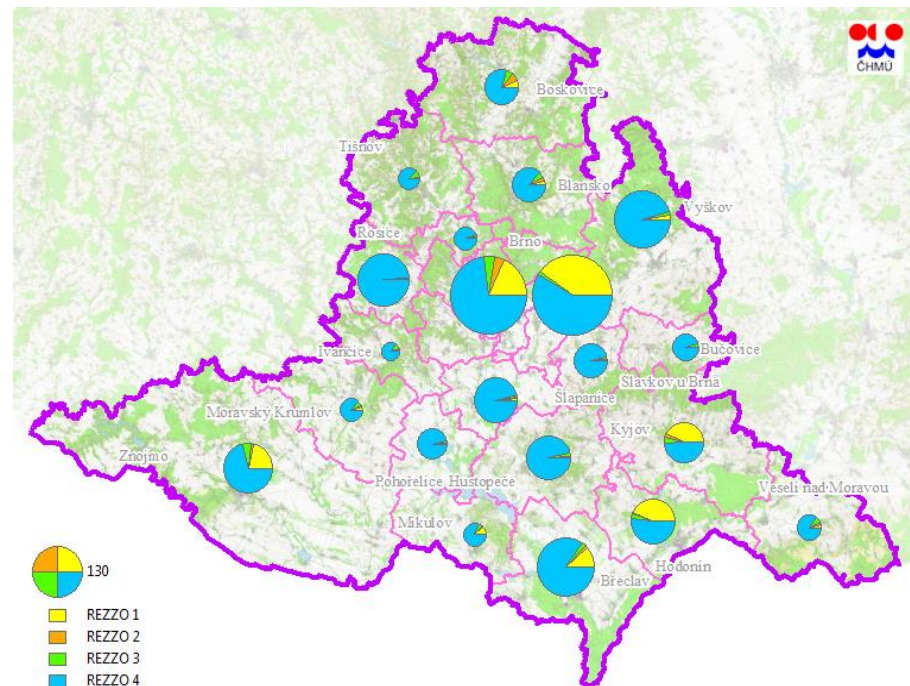 ČHMÚ
Boskovice
Tišnov
Blansko
Vyškov
Rosice
Brno
Ivančice
Bučovice
Slavkov u Brna
Šlapanice
Moravský Krumlov
Kyjov
Znojmo
Pohořelice Hustopeče
Veselí nad Moravou
Mikulov
Hodonín
Břeclav
130
REZZO 1
REZZO 2
REZZO 3
REZZO 4